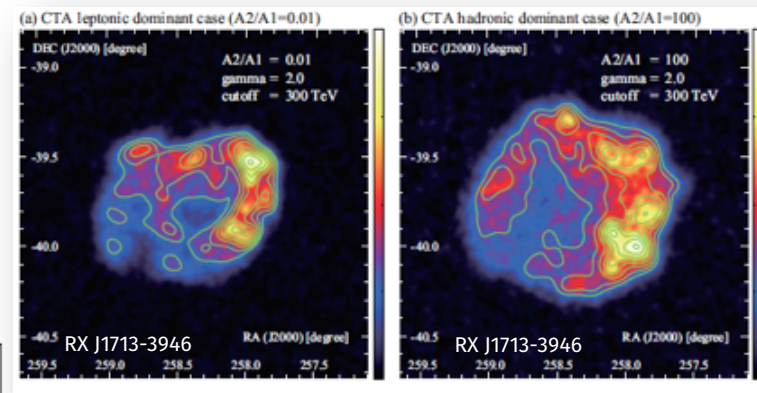 (a) CTA leptonic dominant case (A2/A1=0.01)
DEC (J2000) [degree]
A2/A1 = 0.01
gamma = 2.0
cutoff = 300 TeV
-39.0
-39.5
-40.0
-40.5
RX J1713-3946
RA (J2000) [degree]
259.5 259.0 258.5 258.0 257.5
(b) CTA hadronic dominant case (A2/A1=100)
DEC (J2000) [degree]
A2/A1 = 100
gamma = 2.0
cutoff = 300 TeV
-39.0
-39.5
-40.0
-40.5
RX J1713-3946
RA (J2000) [degree]
259.5 259.0 258.5 258.0 257.5